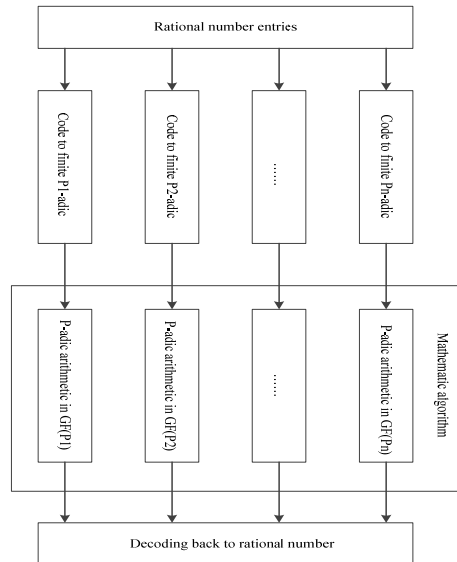 Rational number entries
Code to finite P1-adic
Code to finite P2-adic
......
Code to finite Pn-adic
P-adic arithmetic in GF(P1)
P-adic arithmetic in GF(P2)
......
P-adic arithmetic in GF(Pn)
Mathematic algorithm
Decoding back to rational number